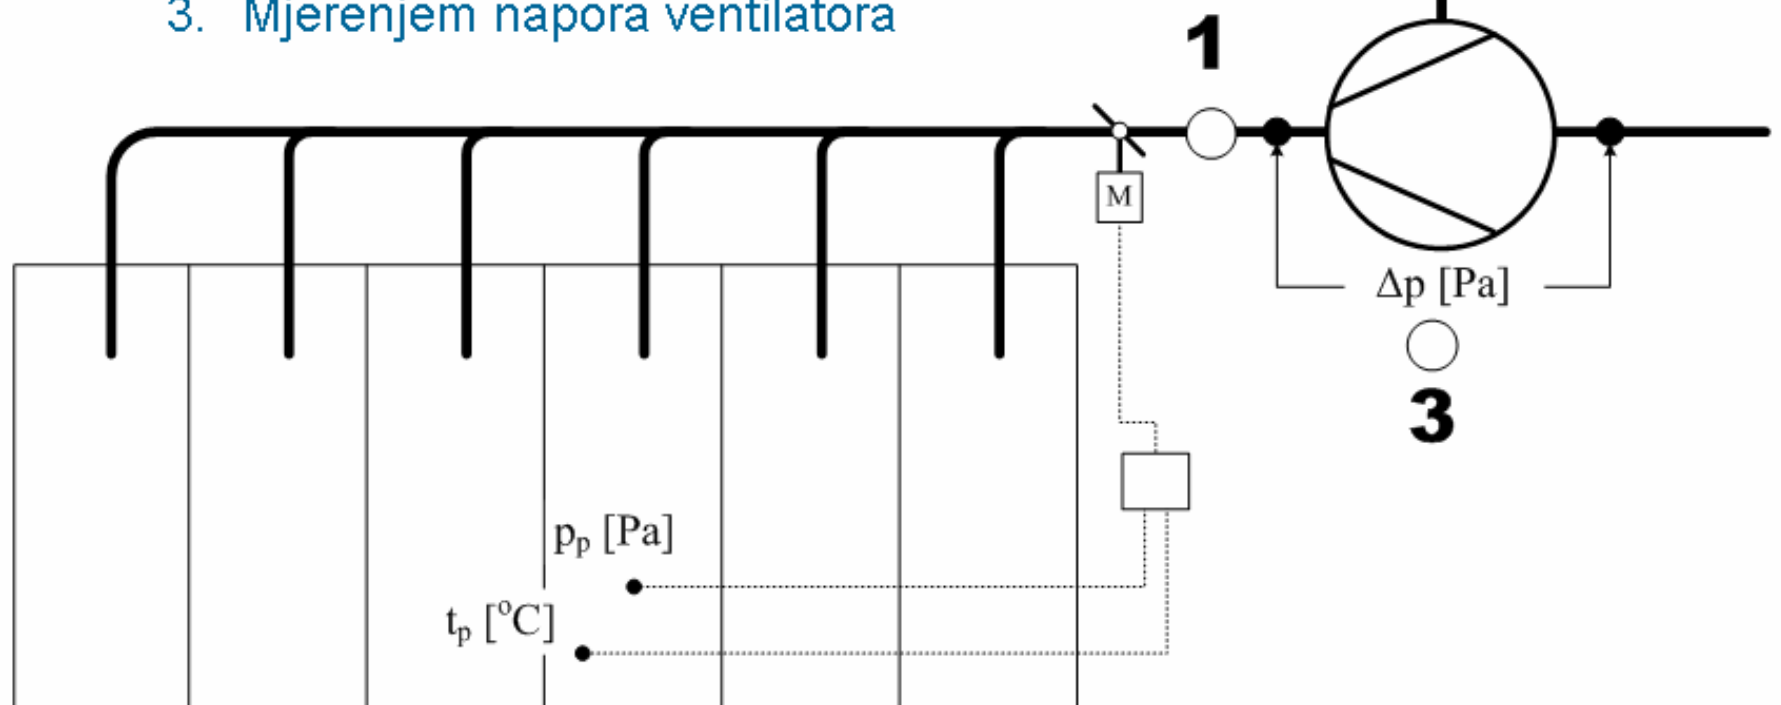 3. Mjerenjem napora ventilatora
1
M
Δp [Pa]
3
pₚ [Pa]
tₚ [°C]